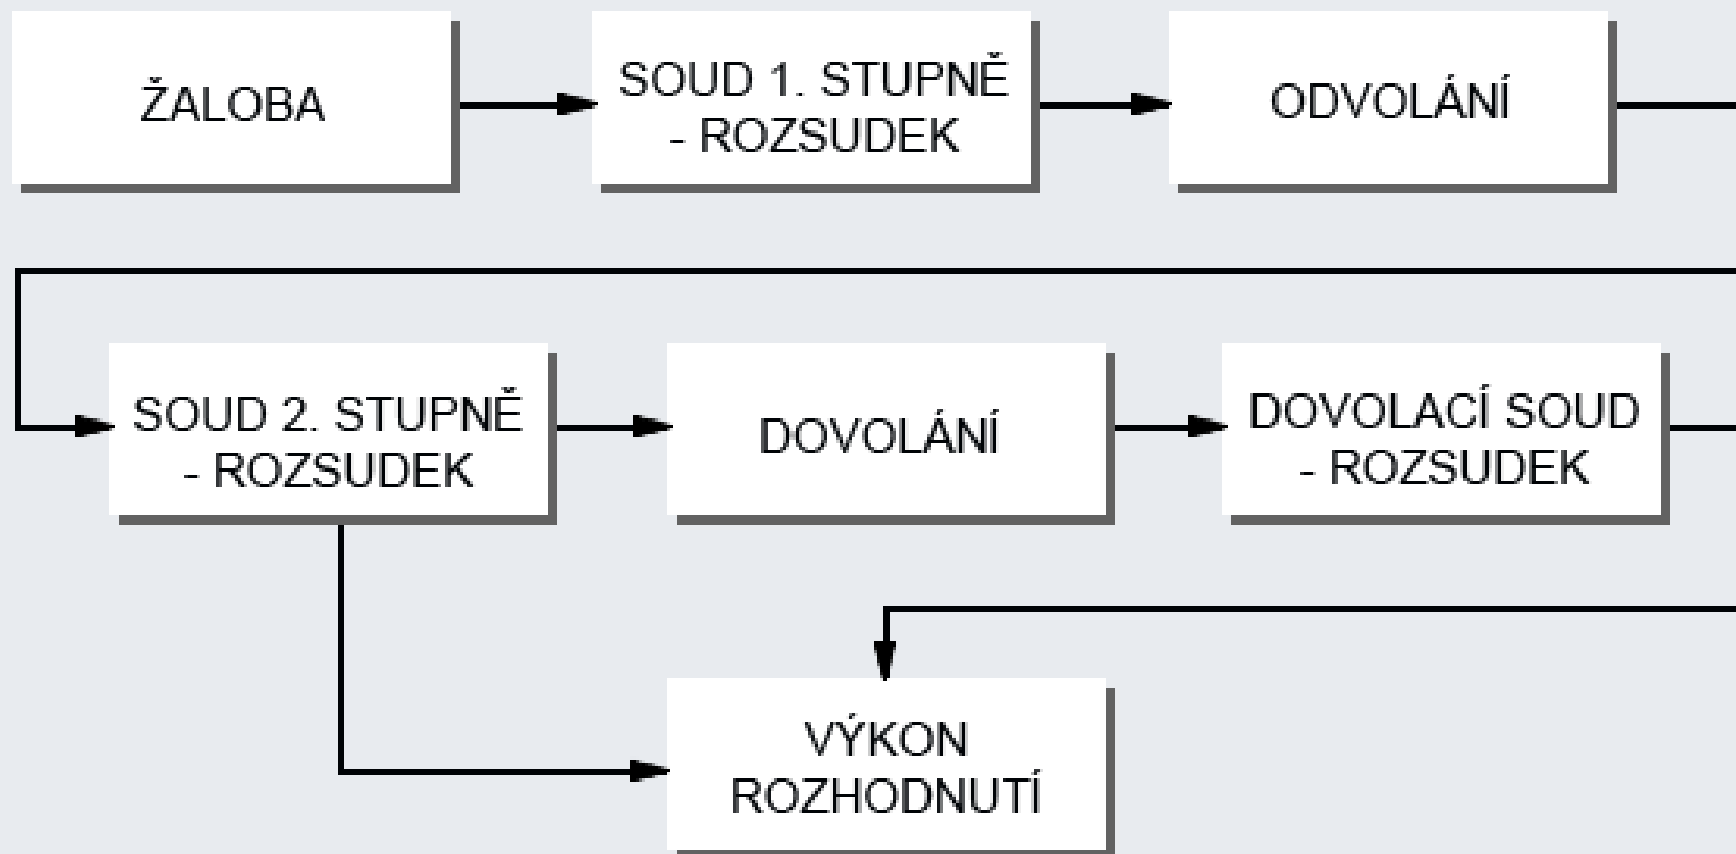 ŽALOBA
SOUD 1. STUPNĚ
- ROZSUDEK
ODVOLÁNÍ
SOUD 2. STUPNĚ
- ROZSUDEK
DOVOLÁNÍ
DOVOLACÍ SOUD
- ROZSUDEK
VÝKON
ROZHODNUTÍ